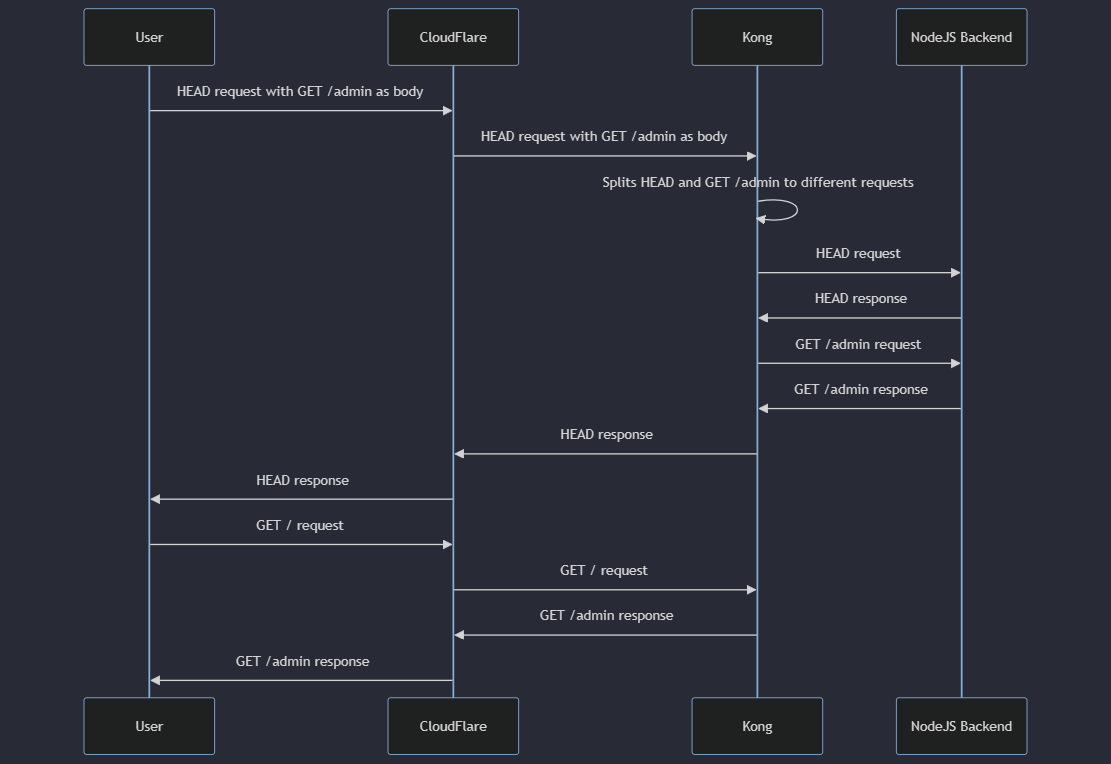 User
CloudFlare
Kong
NodeJS Backend
HEAD request with GET /admin as body
HEAD request with GET /admin as body
Splits HEAD and GET /admin to different requests
HEAD request
HEAD response
GET /admin request
GET /admin response
HEAD response
HEAD response
GET / request
GET / request
GET /admin response
GET /admin response
User
CloudFlare
Kong
NodeJS Backend